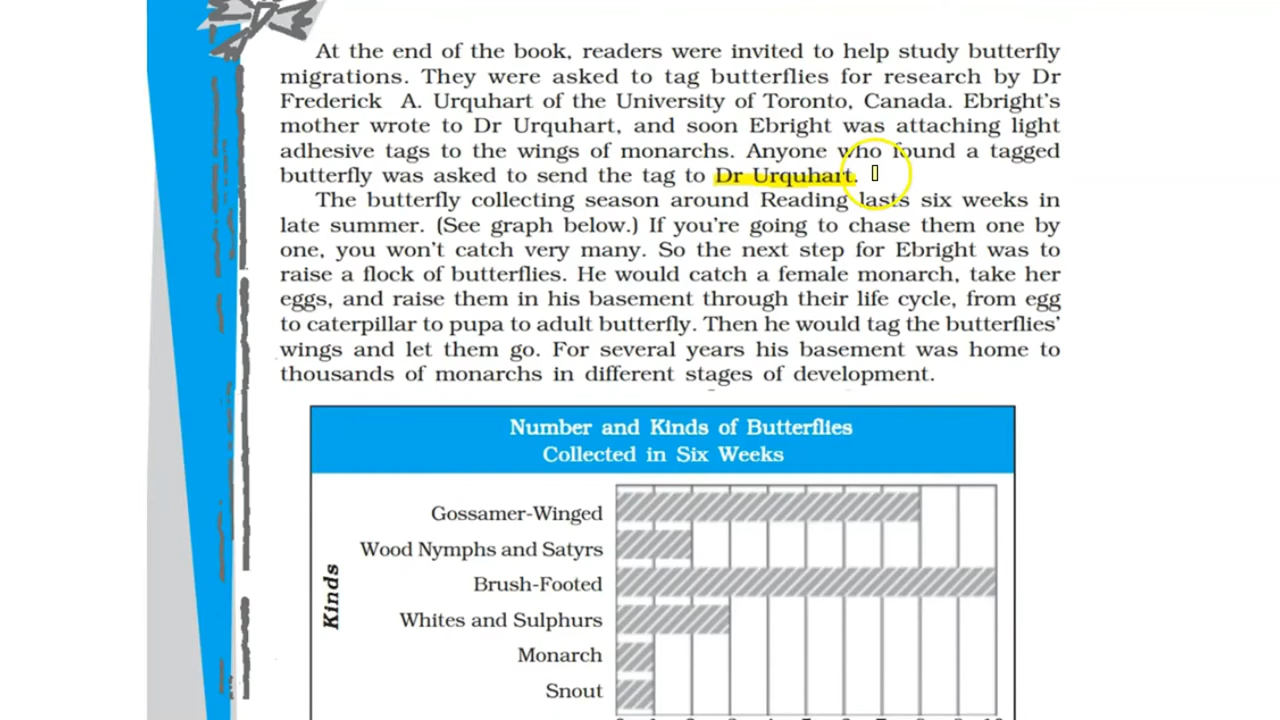 At the end of the book, readers were invited to help study butterfly
migrations. They were asked to tag butterflies for research by Dr
Frederick A. Urquhart of the University of Toronto, Canada. Ebright's
mother wrote to Dr Urquhart, and soon Ebright was attaching light
adhesive tags to the wings of monarchs. Anyone who found a tagged
butterfly was asked to send the tag to Dr Urquhart.
The butterfly collecting season around Reading lasts six weeks in
late summer. (See graph below.) If you're going to chase them one by
one, you won't catch very many. So the next step for Ebright was to
raise a flock of butterflies. He would catch a female monarch, take her
eggs, and raise them in his basement through their life cycle, from egg
to caterpillar to pupa to adult butterfly. Then he would tag the butterflies'
wings and let them go. For several years his basement was home to
thousands of monarchs in different stages of development.
Number and Kinds of Butterflies
Collected in Six Weeks
Kinds
Gossamer-Winged
Wood Nymphs and Satyrs
Brush-Footed
Whites and Sulphurs
Monarch
Snout